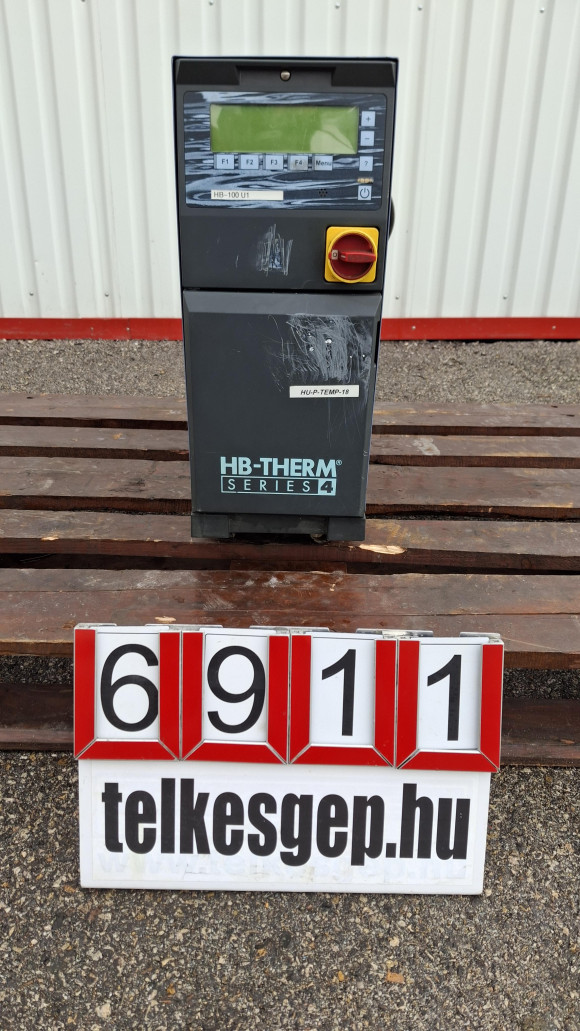 +
−
F1 F2 F3 F4 Menu ?
HB-100 U1
HU-P-TEMP-18
HB-THERM®
SERIES 4
6911
telkesgep.hu